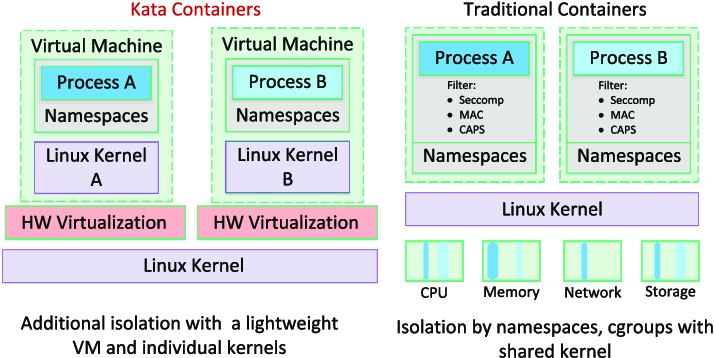 Kata Containers
Virtual Machine
Process A
Namespaces
Linux Kernel
A
HW Virtualization
Virtual Machine
Process B
Namespaces
Linux Kernel
B
HW Virtualization
Linux Kernel
Additional isolation with a lightweight
VM and individual kernels
Traditional Containers
Process A
Filter:
• Seccomp
• MAC
• CAPS
Namespaces
Process B
Filter:
• Seccomp
• MAC
• CAPS
Namespaces
Linux Kernel
CPU
Memory
Network
Storage
Isolation by namespaces, cgroups with
shared kernel